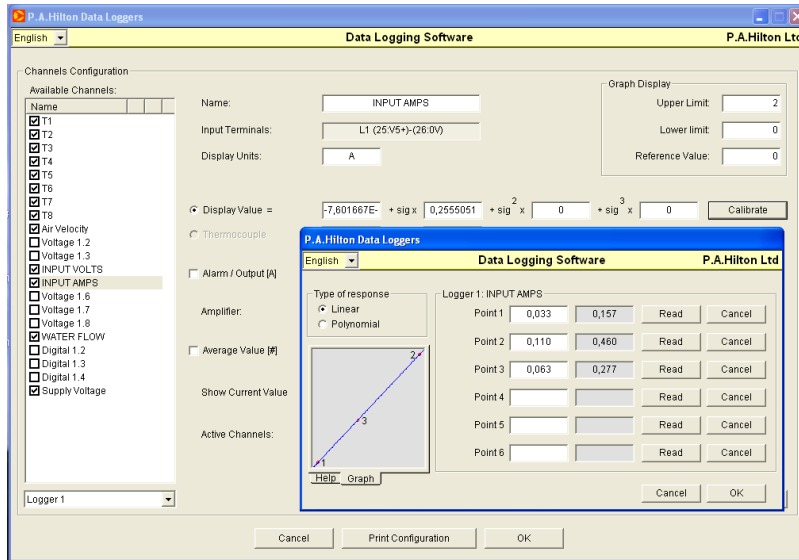 P.A.Hilton Data Loggers
English Data Logging Software P.A.Hilton Ltd
Channels Configuration
Available Channels:
Name
T1
T2
T3
T4
T5
T6
T7
T8
Air Velocity
Voltage 1.2
Voltage 1.3
INPUT VOLTS
INPUT AMPS
Voltage 1.6
Voltage 1.7
Voltage 1.8
WATER FLOW
Digital 1.2
Digital 1.3
Digital 1.4
Supply Voltage
Logger 1
Name: INPUT AMPS
Input Terminals: L1 (25:V5+)-(26:0V)
Display Units: A
Graph Display
Upper Limit: 2
Lower limit: 0
Reference Value: 0
Display Value = -7,601667E- + sig x 0,2555051 + sig 2 x 0 + sig 3 x 0 Calibrate
Thermocouple
Alarm / Output [A]
Amplifier:
Average Value [#]
Show Current Value
Active Channels:
P.A.Hilton Data Loggers
English Data Logging Software P.A.Hilton Ltd
Type of response
Linear
Polynomial
2
3
1
Help Graph
Logger 1: INPUT AMPS
Point 1 0,033 0,157 Read Cancel
Point 2 0,110 0,460 Read Cancel
Point 3 0,063 0,277 Read Cancel
Point 4 Read Cancel
Point 5 Read Cancel
Point 6 Read Cancel
Cancel OK
Cancel Print Configuration OK